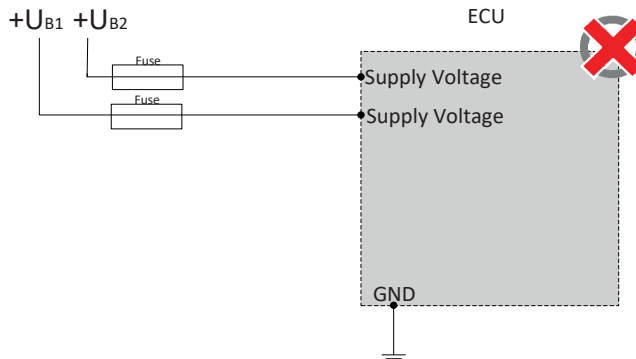 +UB1 +UB2
ECU
Fuse
Supply Voltage
Fuse
Supply Voltage
GND